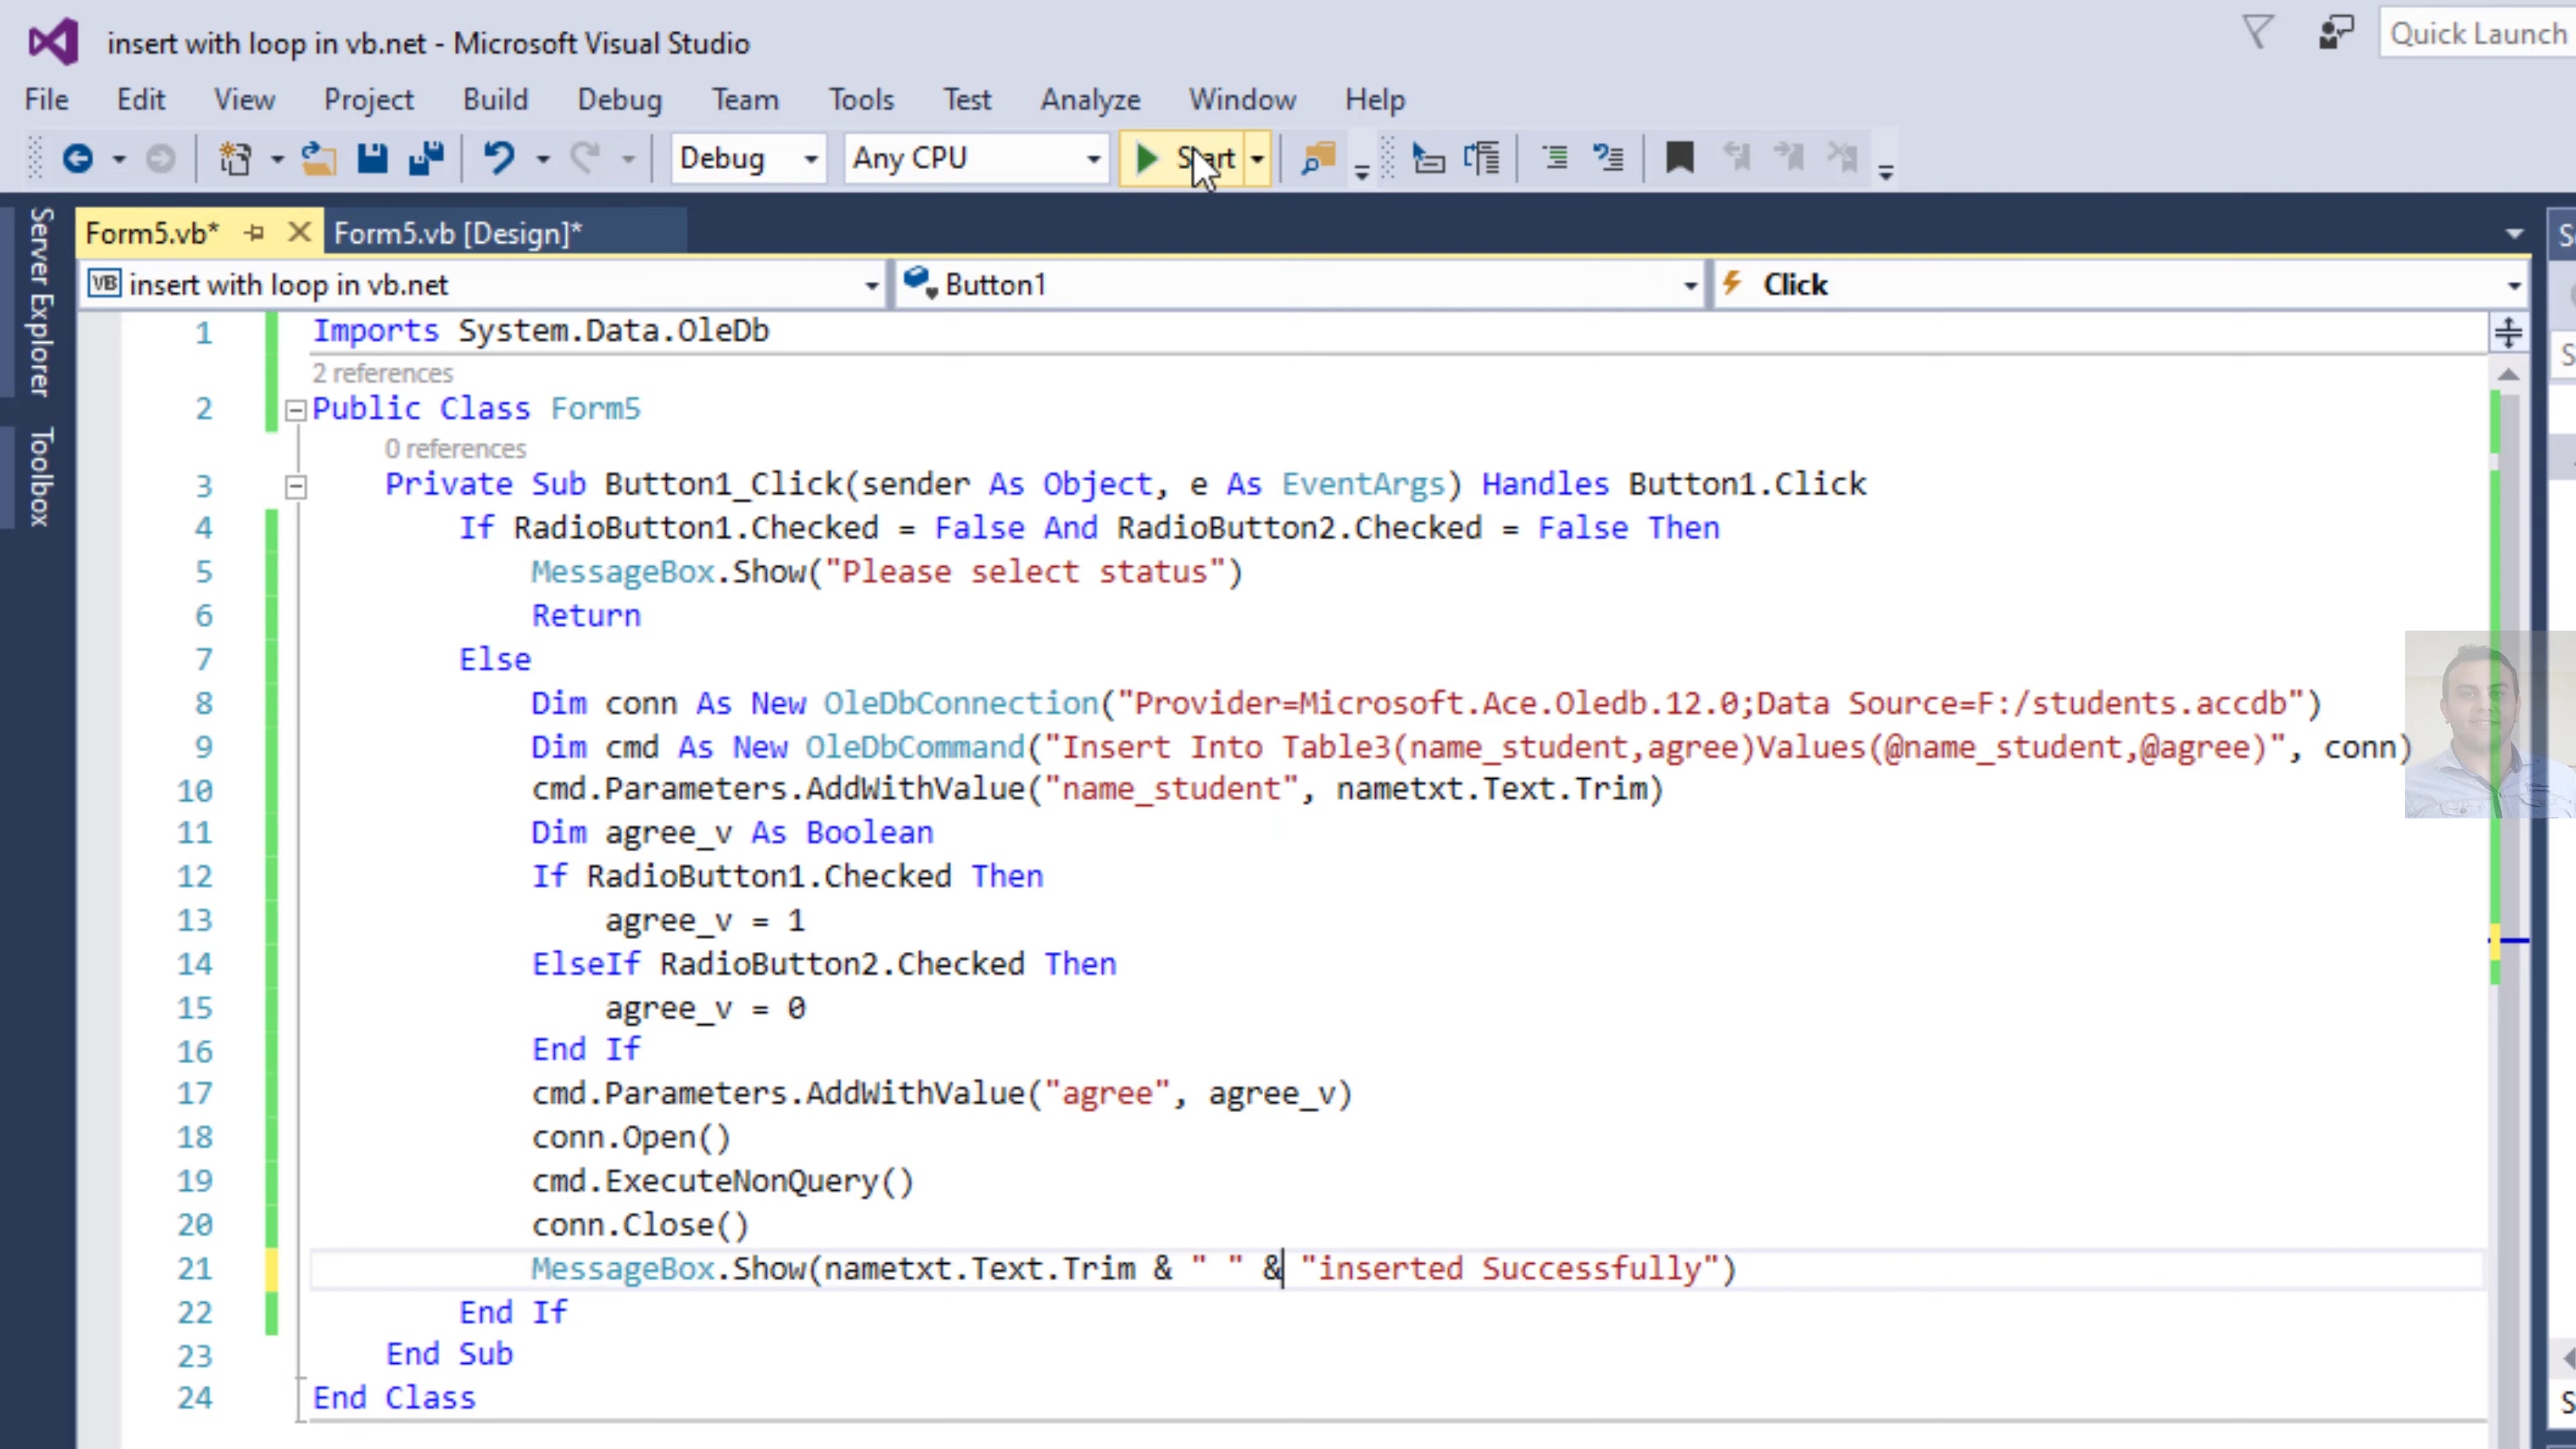 insert with loop in vb.net - Microsoft Visual Studio
Quick Launch
File Edit View Project Build Debug Team Tools Test Analyze Window Help
Debug Any CPU Start
Server Explorer
Toolbox
Form5.vb* Form5.vb [Design]*
VB insert with loop in vb.net Button1 Click
1 Imports System.Data.OleDb
2 references
2 Public Class Form5
0 references
3 Private Sub Button1_Click(sender As Object, e As EventArgs) Handles Button1.Click
4 If RadioButton1.Checked = False And RadioButton2.Checked = False Then
5 MessageBox.Show("Please select status")
6 Return
7 Else
8 Dim conn As New OleDbConnection("Provider=Microsoft.Ace.Oledb.12.0;Data Source=F:/students.accdb")
9 Dim cmd As New OleDbCommand("Insert Into Table3(name_student,agree)Values(@name_student,@agree)", conn)
10 cmd.Parameters.AddWithValue("name_student", nametxt.Text.Trim)
11 Dim agree_v As Boolean
12 If RadioButton1.Checked Then
13 agree_v = 1
14 ElseIf RadioButton2.Checked Then
15 agree_v = 0
16 End If
17 cmd.Parameters.AddWithValue("agree", agree_v)
18 conn.Open()
19 cmd.ExecuteNonQuery()
20 conn.Close()
21 MessageBox.Show(nametxt.Text.Trim & " " & "inserted Successfully")
22 End If
23 End Sub
24 End Class